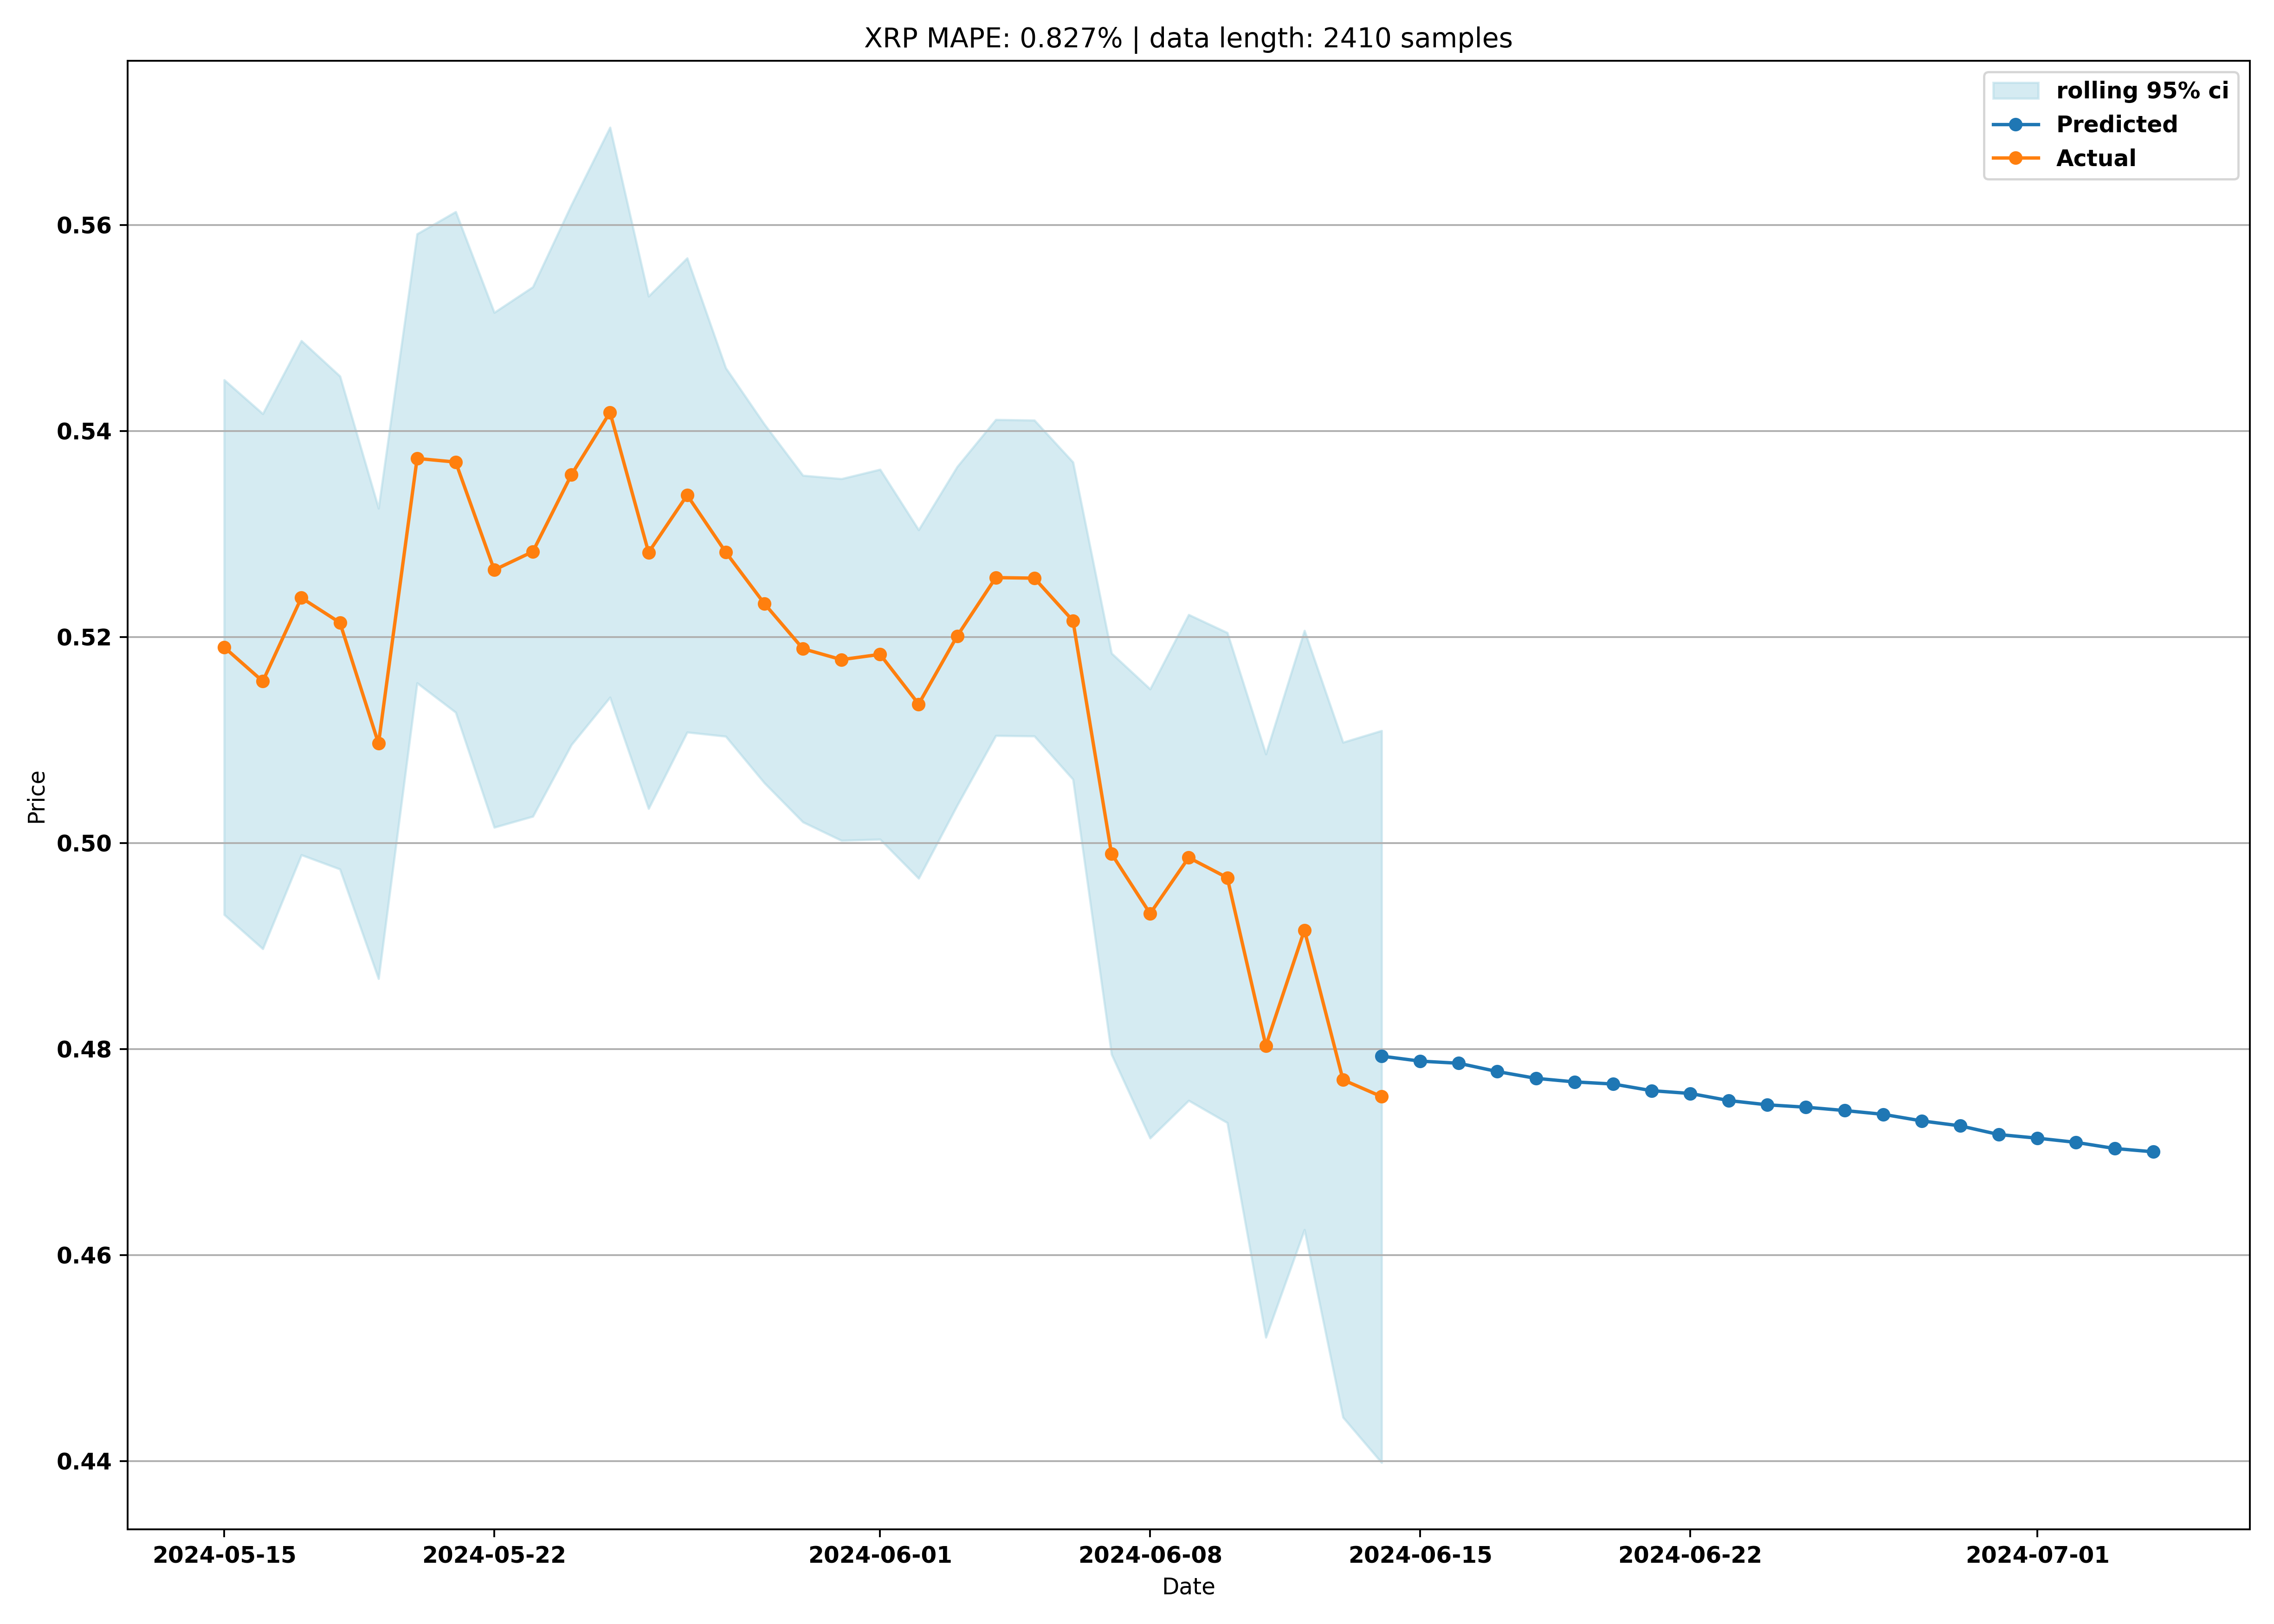 XRP MAPE: 0.827% | data length: 2410 samples
rolling 95% ci
Predicted
Actual
0.56
0.54
0.52
0.50
0.48
0.46
0.44
Price
2024-05-15 2024-05-22 2024-06-01 2024-06-08 2024-06-15 2024-06-22 2024-07-01
Date